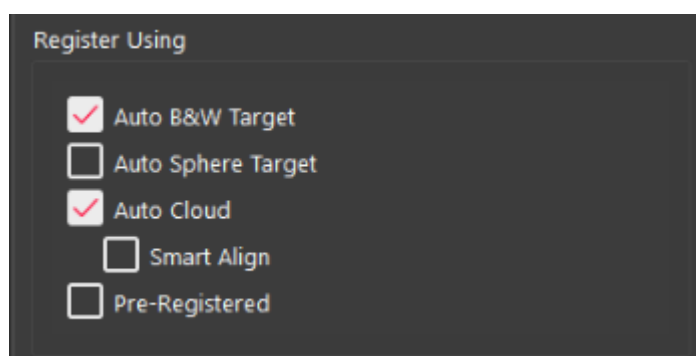 Register Using
Auto B&W Target
Auto Sphere Target
Auto Cloud
Smart Align
Pre-Registered